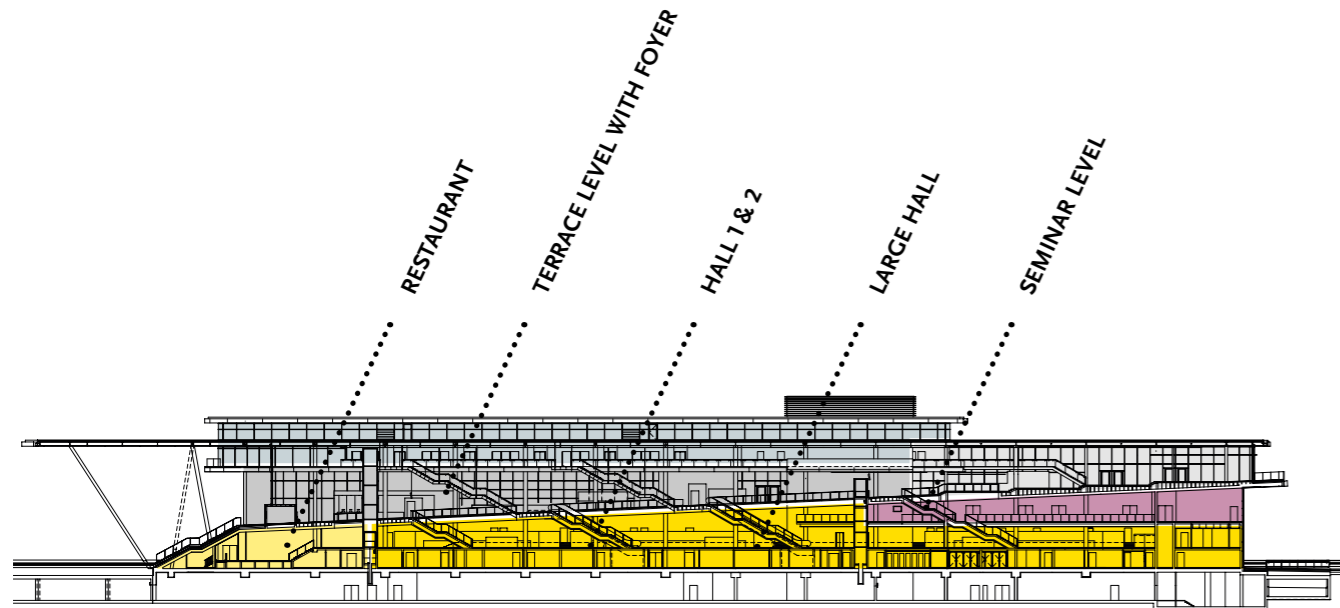 RESTAURANT
TERRACE LEVEL WITH FOYER
HALL 1 & 2
LARGE HALL
SEMINAR LEVEL